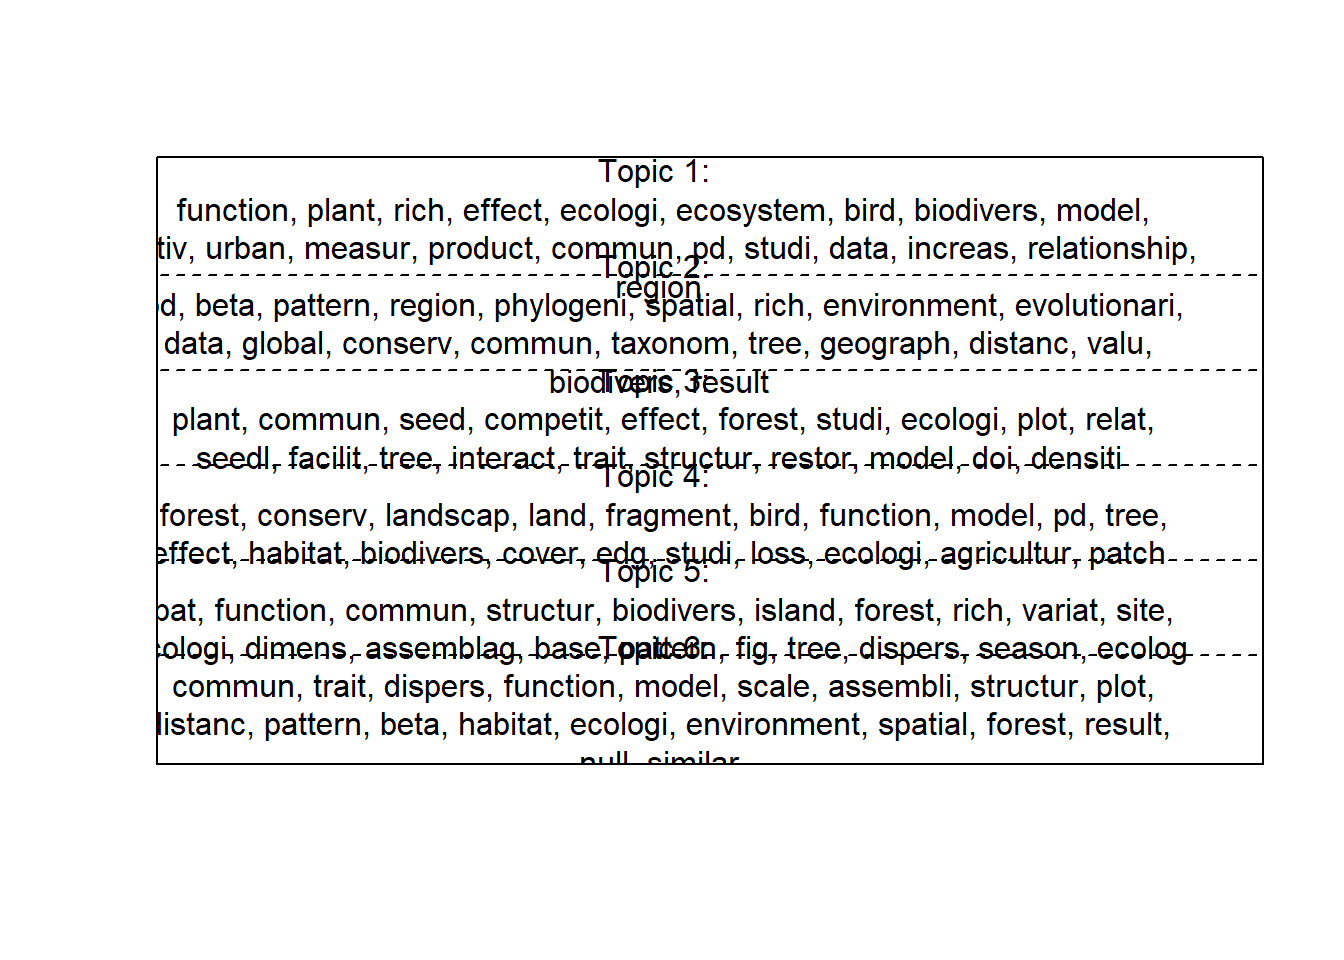 Topic 1:
function, plant, rich, effect, ecologi, ecosystem, bird, biodivers, model,
tiv, urban, measur, product, commun, pd, studi, data, increas, relationship,
region
Topic 2:
beta, pattern, region, phylogeni, spatial, rich, environment, evolutionari,
data, global, conserv, commun, taxonom, tree, geograph, distanc, valu,
biodivers, result
Topic 3:
plant, commun, seed, competit, effect, forest, studi, ecologi, plot, relat,
seedl, facilit, tree, interact, trait, structur, restor, model, doi, densiti
Topic 4:
forest, conserv, landscap, land, fragment, bird, function, model, pd, tree,
effect, habitat, biodivers, cover, edg, studi, loss, ecologi, agricultur, patch
Topic 5:
bat, function, commun, structur, biodivers, island, forest, rich, variat, site,
cologi, dimens, assemblag, base, pattern, fig, tree, dispers, season, ecolog
Topic 6:
commun, trait, dispers, function, model, scale, assembli, structur, plot,
distanc, pattern, beta, habitat, ecologi, environment, spatial, forest, result,
null, similar